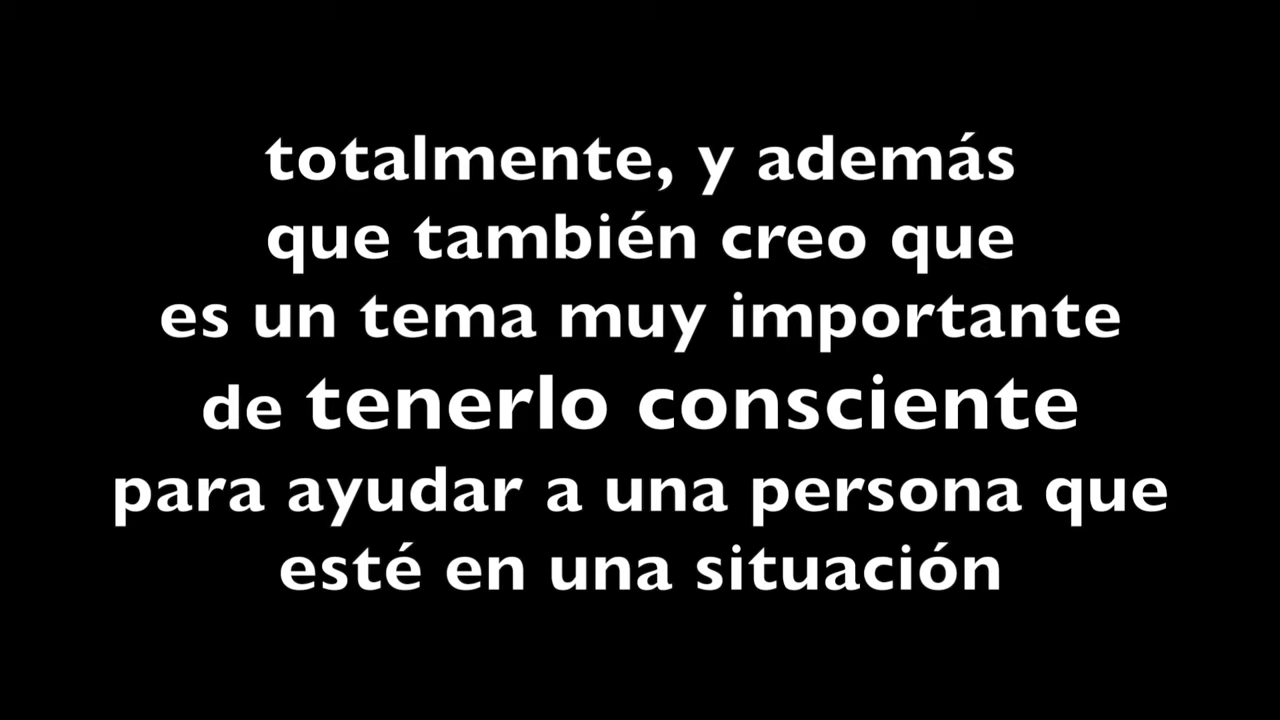 totalmente, y además
que también creo que
es un tema muy importante
de tenerlo consciente
para ayudar a una persona que
esté en una situación